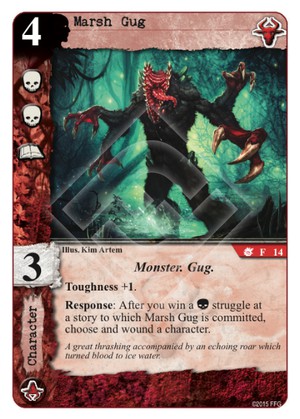 4
Marsh Gug
Illus. Kim Artem
F 14
3
Monster. Gug.
Toughness +1.
Response: After you win a struggle at
a story to which Marsh Gug is committed,
choose and wound a character.
A great thrashing accompanied by an echoing roar which
turned blood to ice water.
Character
©2015 FFG